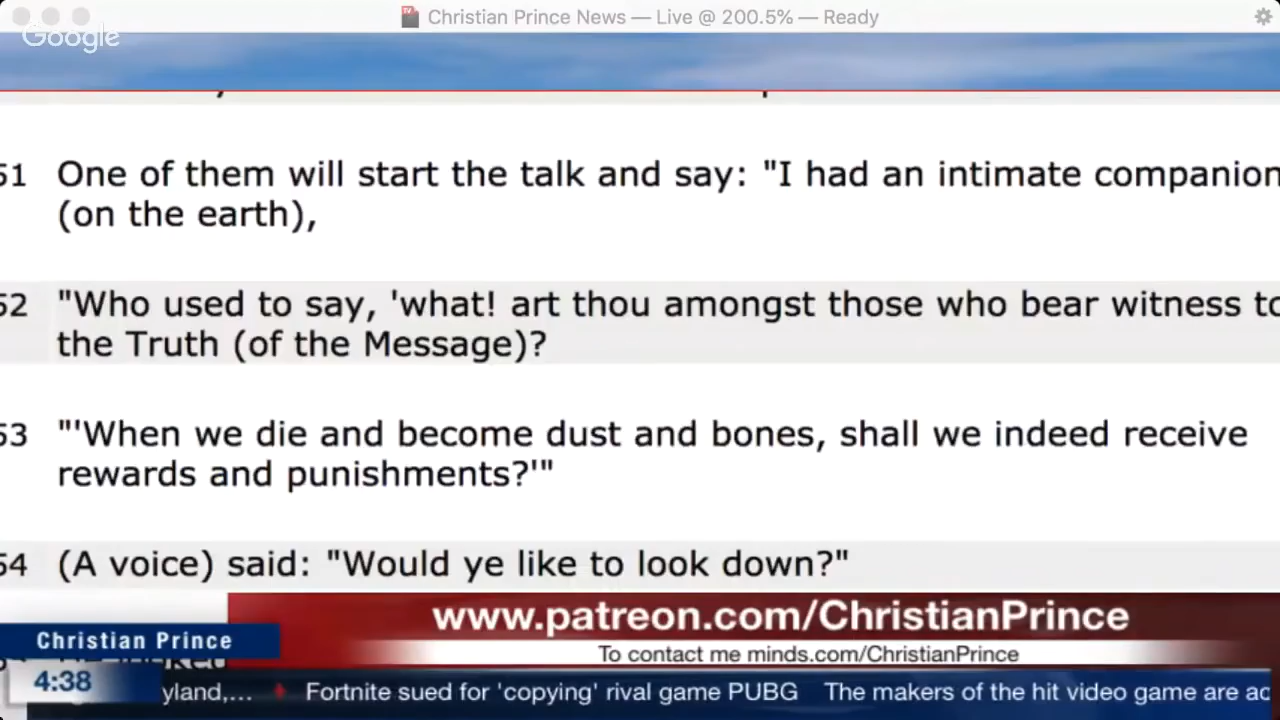 Christian Prince News — Live @ 200.5% — Ready
Google
51 One of them will start the talk and say: "I had an intimate companion
(on the earth),
52 "Who used to say, 'what! art thou amongst those who bear witness to
the Truth (of the Message)?
53 "'When we die and become dust and bones, shall we indeed receive
rewards and punishments?'"
54 (A voice) said: "Would ye like to look down?"
www.patreon.com/ChristianPrince
Christian Prince
To contact me minds.com/ChristianPrince
4:38
yland,... Fortnite sued for 'copying' rival game PUBG The makers of the hit video game are ac